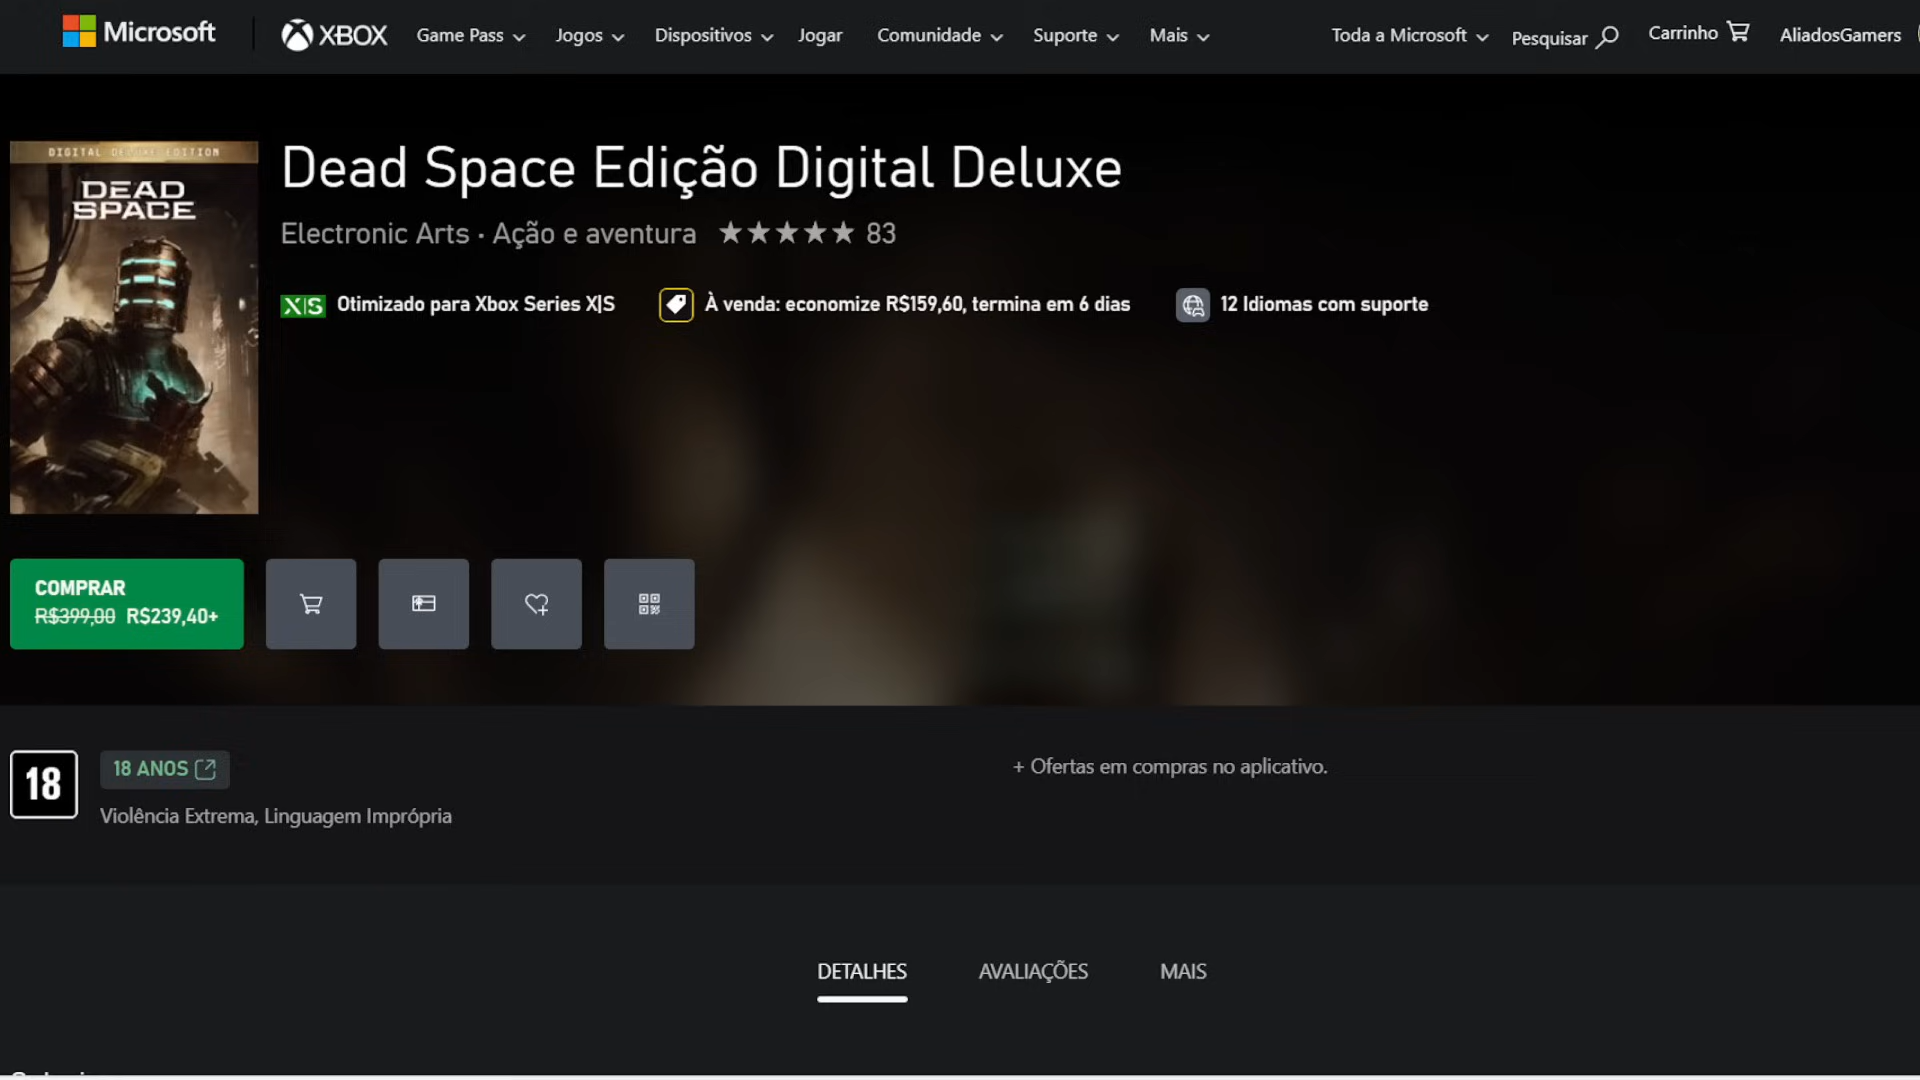 Microsoft
XBOX
Game Pass
Jogos
Dispositivos
Jogar
Comunidade
Suporte
Mais
Toda a Microsoft
Pesquisar
Carrinho
AliadosGamers
DIGITAL DELUXE EDITION
DEAD
SPACE
Dead Space Edição Digital Deluxe
Electronic Arts · Ação e aventura ★★★★★ 83
X|S Otimizado para Xbox Series X|S
À venda: economize R$159,60, termina em 6 dias
12 Idiomas com suporte
COMPRAR
R$399,00 R$239,40+
18
18 ANOS
Violência Extrema, Linguagem Imprópria
+ Ofertas em compras no aplicativo.
DETALHES
AVALIAÇÕES
MAIS